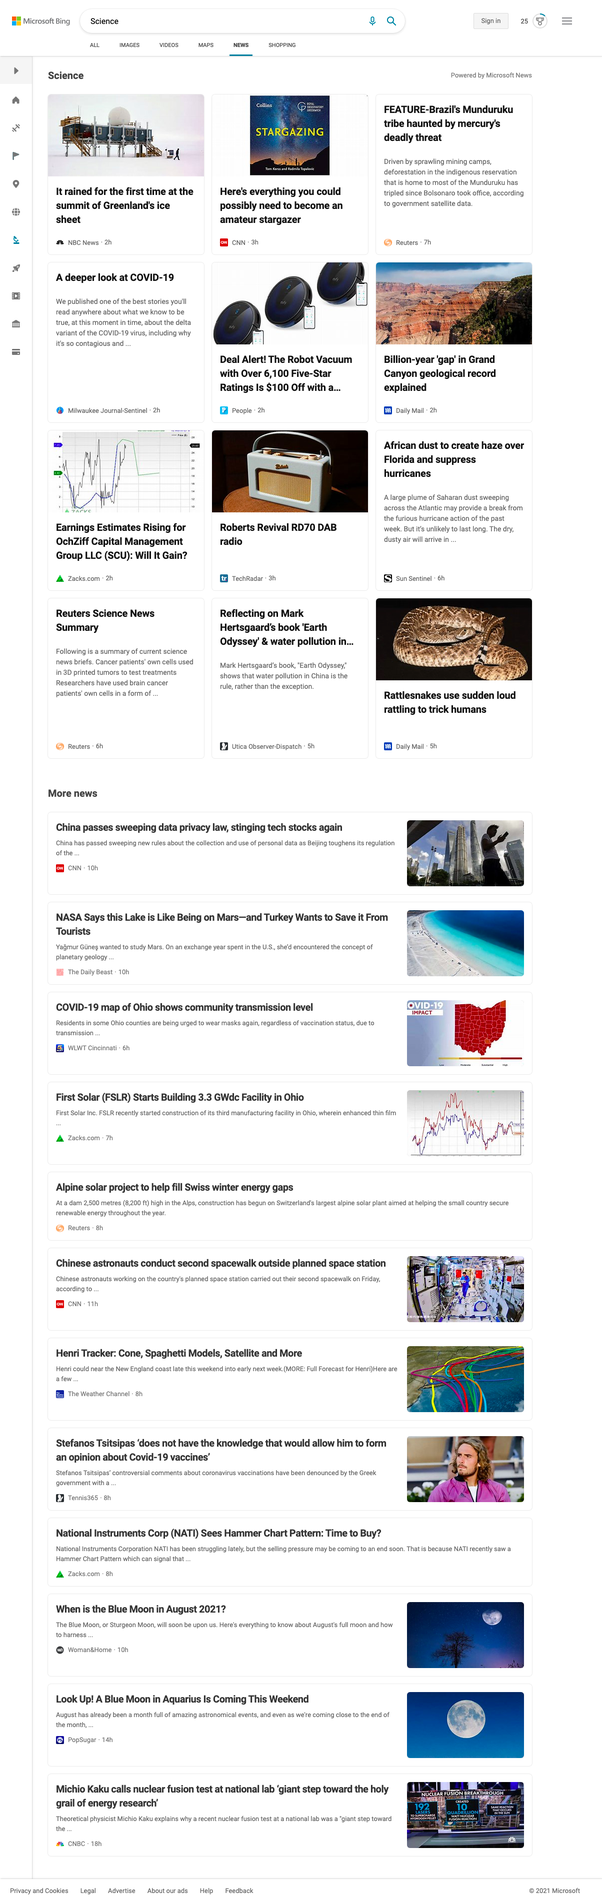 Microsoft Bing
Science
Sign in
25
ALL
IMAGES
VIDEOS
MAPS
NEWS
SHOPPING
Science
Powered by Microsoft News
It rained for the first time at the
summit of Greenland's ice
sheet
NBC News · 2h
Collins
STARGAZING
Here's everything you could
possibly need to become an
amateur stargazer
CNN · 3h
FEATURE-Brazil's Munduruku
tribe haunted by mercury's
deadly threat
Driven by sprawling mining camps,
deforestation in the indigenous reservation
that is home to most of the Munduruku has
tripled since Bolsonaro took office, according
to government satellite data.
Reuters · 7h
A deeper look at COVID-19
We published one of the best stories you'll
read anywhere about what we know to be
true, at this moment in time, about the delta
variant of the COVID-19 virus, including why
it's so contagious and ...
Milwaukee Journal-Sentinel · 2h
Deal Alert! The Robot Vacuum
with Over 6,100 Five-Star
Ratings Is $100 Off with a...
People · 2h
Billion-year 'gap' in Grand
Canyon geological record
explained
Daily Mail · 2h
ZACKS
Earnings Estimates Rising for
OchZiff Capital Management
Group LLC (SCU): Will It Gain?
Zacks.com · 2h
Roberts Revival RD70 DAB
radio
TechRadar · 3h
African dust to create haze over
Florida and suppress
hurricanes
A large plume of Saharan dust sweeping
across the Atlantic may provide a break from
the furious hurricane action of the past
week. But it's unlikely to last long. The dry,
dusty air will arrive in ...
Sun Sentinel · 6h
Reuters Science News
Summary
Following is a summary of current science
news briefs. Cancer patients' own cells used
in 3D printed tumors to test treatments
Researchers have used brain cancer
patients' own cells in a form of ...
Reuters · 6h
Reflecting on Mark
Hertsgaard's book 'Earth
Odyssey' & water pollution in...
Mark Hertsgaard's book, "Earth Odyssey,"
shows that water pollution in China is the
rule, rather than the exception.
Utica Observer-Dispatch · 5h
Rattlesnakes use sudden loud
rattling to trick humans
Daily Mail · 5h
More news
China passes sweeping data privacy law, stinging tech stocks again
China has passed sweeping new rules about the collection and use of personal data as Beijing toughens its regulation
of the ...
CNN · 10h
NASA Says this Lake is Like Being on Mars—and Turkey Wants to Save it From
Tourists
Yağmur Güneş wanted to study Mars. On an exchange year spent in the U.S., she'd encountered the concept of
planetary geology ...
The Daily Beast · 10h
COVID-19 map of Ohio shows community transmission level
Residents in some Ohio counties are being urged to wear masks again, regardless of vaccination status, due to
transmission ...
WLWT Cincinnati · 6h
OVID-19
IMPACT
First Solar (FSLR) Starts Building 3.3 GWdc Facility in Ohio
First Solar Inc. FSLR recently started construction of its third manufacturing facility in Ohio, wherein enhanced thin film
...
Zacks.com · 7h
Alpine solar project to help fill Swiss winter energy gaps
At a dam 2,500 metres (8,200 ft) high in the Alps, construction has begun on Switzerland's largest alpine solar plant aimed at helping the small country secure
renewable energy throughout the year.
Reuters · 8h
Chinese astronauts conduct second spacewalk outside planned space station
Chinese astronauts working on the country's planned space station carried out their second spacewalk on Friday,
according to ...
CNN · 11h
Henri Tracker: Cone, Spaghetti Models, Satellite and More
Henri could near the New England coast late this weekend into early next week.(MORE: Full Forecast for Henri)Here are
a few ...
The Weather Channel · 8h
Stefanos Tsitsipas 'does not have the knowledge that would allow him to form
an opinion about Covid-19 vaccines'
Stefanos Tsitsipas' controversial comments about coronavirus vaccinations have been denounced by the Greek
government with a ...
Tennis365 · 8h
National Instruments Corp (NATI) Sees Hammer Chart Pattern: Time to Buy?
National Instruments Corporation NATI has been struggling lately, but the selling pressure may be coming to an end soon. That is because NATI recently saw a
Hammer Chart Pattern which can signal that ...
Zacks.com · 8h
When is the Blue Moon in August 2021?
The Blue Moon, or Sturgeon Moon, will soon be upon us. Here's everything to know about August's full moon and how
to harness ...
Woman&Home · 10h
Look Up! A Blue Moon in Aquarius Is Coming This Weekend
August has already been a month full of amazing astronomical events, and even as we're coming close to the end of
the month, ...
PopSugar · 14h
Michio Kaku calls nuclear fusion test at national lab 'giant step toward the holy
grail of energy research'
Theoretical physicist Michio Kaku explains why a recent nuclear fusion test at a national lab was a "giant step toward
the ...
CNBC · 18h
NUCLEAR FUSION BREAKTHROUGH
192
CREATED
10
QUADRILLION
Privacy and Cookies
Legal
Advertise
About our ads
Help
Feedback
© 2021 Microsoft